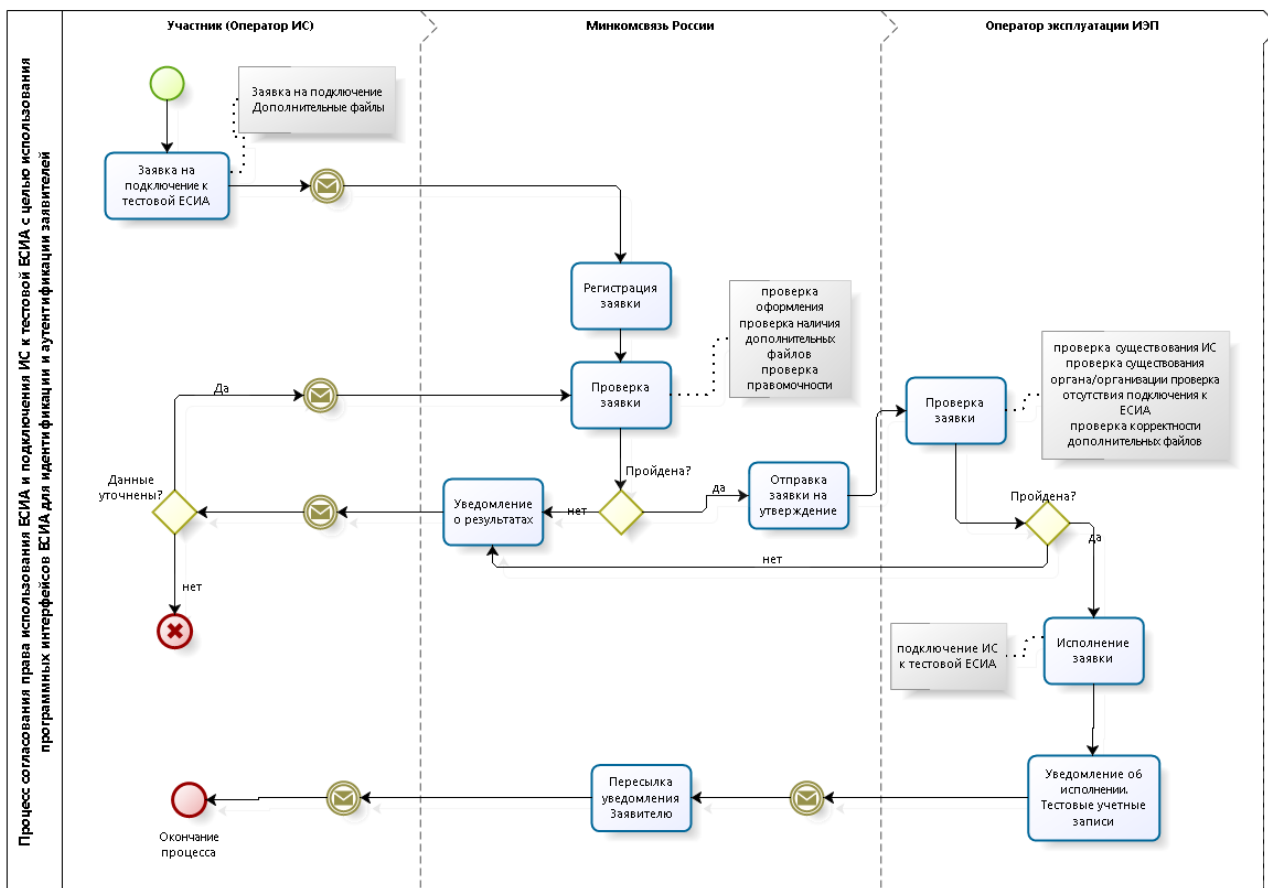 Процесс согласования права использования ЕСИА и подключения ИС к тестовой ЕСИА с целью использования
программных интерфейсов ЕСИА для идентификации и аутентификации заявителей
Участник (Оператор ИС)
Минкомсвязь России
Оператор эксплуатации ИЭП
Заявка на подключение
Дополнительные файлы
Заявка на
подключение к
тестовой ЕСИА
Регистрация
заявки
проверка
оформления
проверка наличия
дополнительных
файлов
проверка
правомочности
проверка существования ИС
проверка существования
органа/организации проверка
отсутствия подключения к
ЕСИА
проверка корректности
дополнительных файлов
Да
Проверка
заявки
Проверка
заявки
Данные
уточнены?
Уведомление
о результатах
нет
Пройдена?
да
Отправка
заявки на
утверждение
Пройдена?
да
нет
нет
подключение ИС
к тестовой ЕСИА
Исполнение
заявки
Окончание
процесса
Пересылка
уведомления
Заявителю
Уведомление об
исполнении.
Тестовые учетные
записи